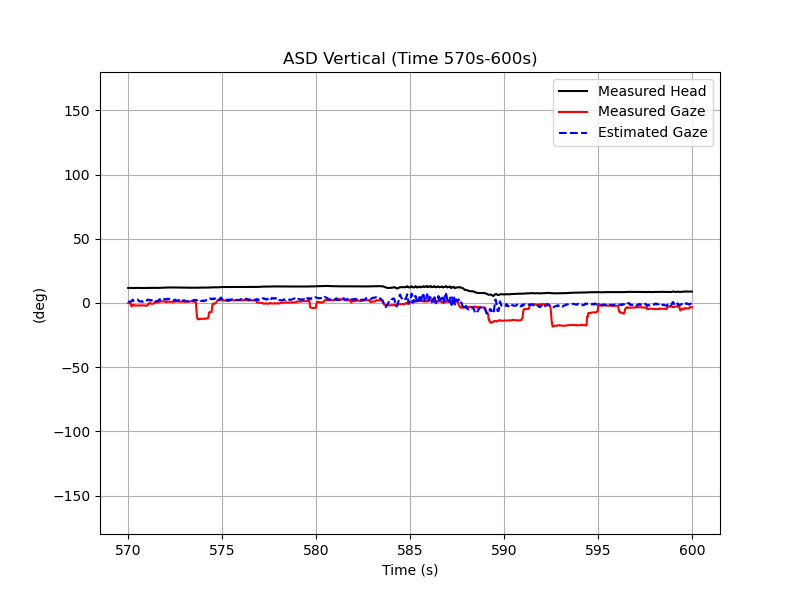 ASD Vertical (Time 570s-600s)
Measured Head
Measured Gaze
Estimated Gaze
150
100
50
0
−50
−100
−150
(deg)
570 575 580 585 590 595 600
Time (s)